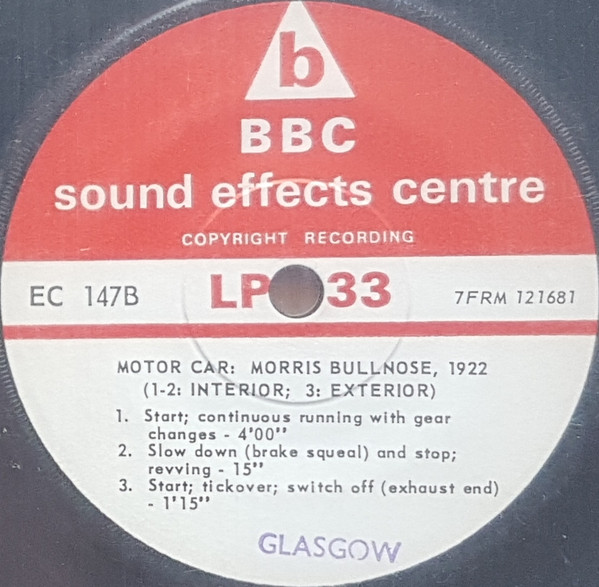 b
BBC
sound effects centre
COPYRIGHT RECORDING
EC 147B LP 33 7FRM 121681
MOTOR CAR: MORRIS BULLNOSE, 1922
(1-2: INTERIOR; 3: EXTERIOR)
1. Start; continuous running with gear
changes - 4'00"
2. Slow down (brake squeal) and stop;
revving - 15"
3. Start; tickover; switch off (exhaust end)
- 1'15"
GLASGOW